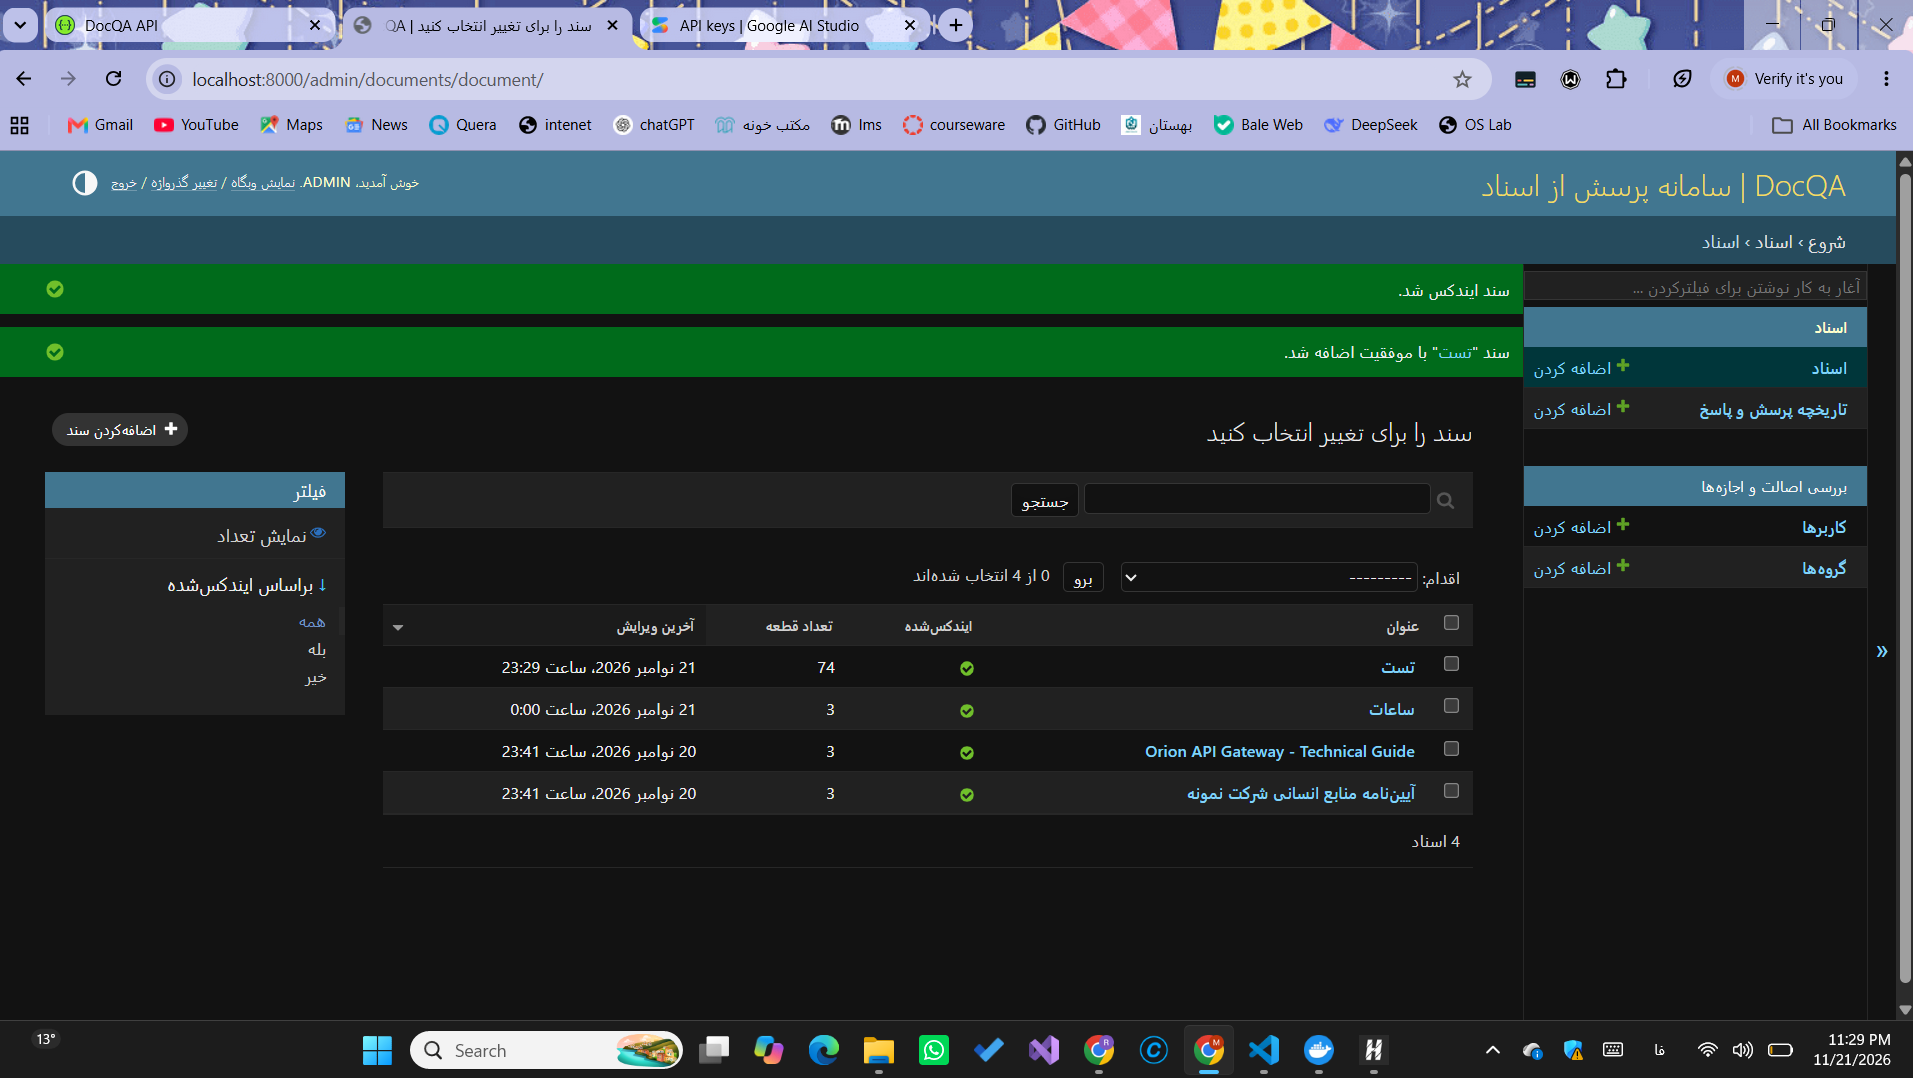 DocQA API
سند را برای تغییر انتخاب کنید | QA
API keys | Google AI Studio
localhost:8000/admin/documents/document/
Verify it's you
Gmail
YouTube
Maps
News
Quera
intenet
chatGPT
مکتب خونه
lms
courseware
GitHub
بهستان
Bale Web
DeepSeek
OS Lab
All Bookmarks
DocQA | سامانه پرسش از اسناد
خوش آمدید، ADMIN. نمایش وبگاه / تغییر گذرواژه / خروج
شروع › اسناد › اسناد
آغاز به کار نوشتن برای فیلترکردن ...
اسناد
اسناد
اضافه کردن
تاریخچه پرسش و پاسخ
اضافه کردن
بررسی اصالت و اجازه‌ها
کاربرها
اضافه کردن
گروه‌ها
اضافه کردن
سند ایندکس شد.
سند "تست" با موفقیت اضافه شد.
سند را برای تغییر انتخاب کنید
اضافه‌کردن سند
جستجو
اقدام: ---------
برو
0 از 4 انتخاب شده‌اند
عنوان ایندکس‌شده تعداد قطعه آخرین ویرایش
تست 74 21 نوامبر 2026، ساعت 23:29
ساعات 3 21 نوامبر 2026، ساعت 0:00
Orion API Gateway - Technical Guide 3 20 نوامبر 2026، ساعت 23:41
آیین‌نامه منابع انسانی شرکت نمونه 3 20 نوامبر 2026، ساعت 23:41
4 اسناد
فیلتر
نمایش تعداد
↓ براساس ایندکس‌شده
همه
بله
خیر
»
13°
Search
فا
11:29 PM
11/21/2026